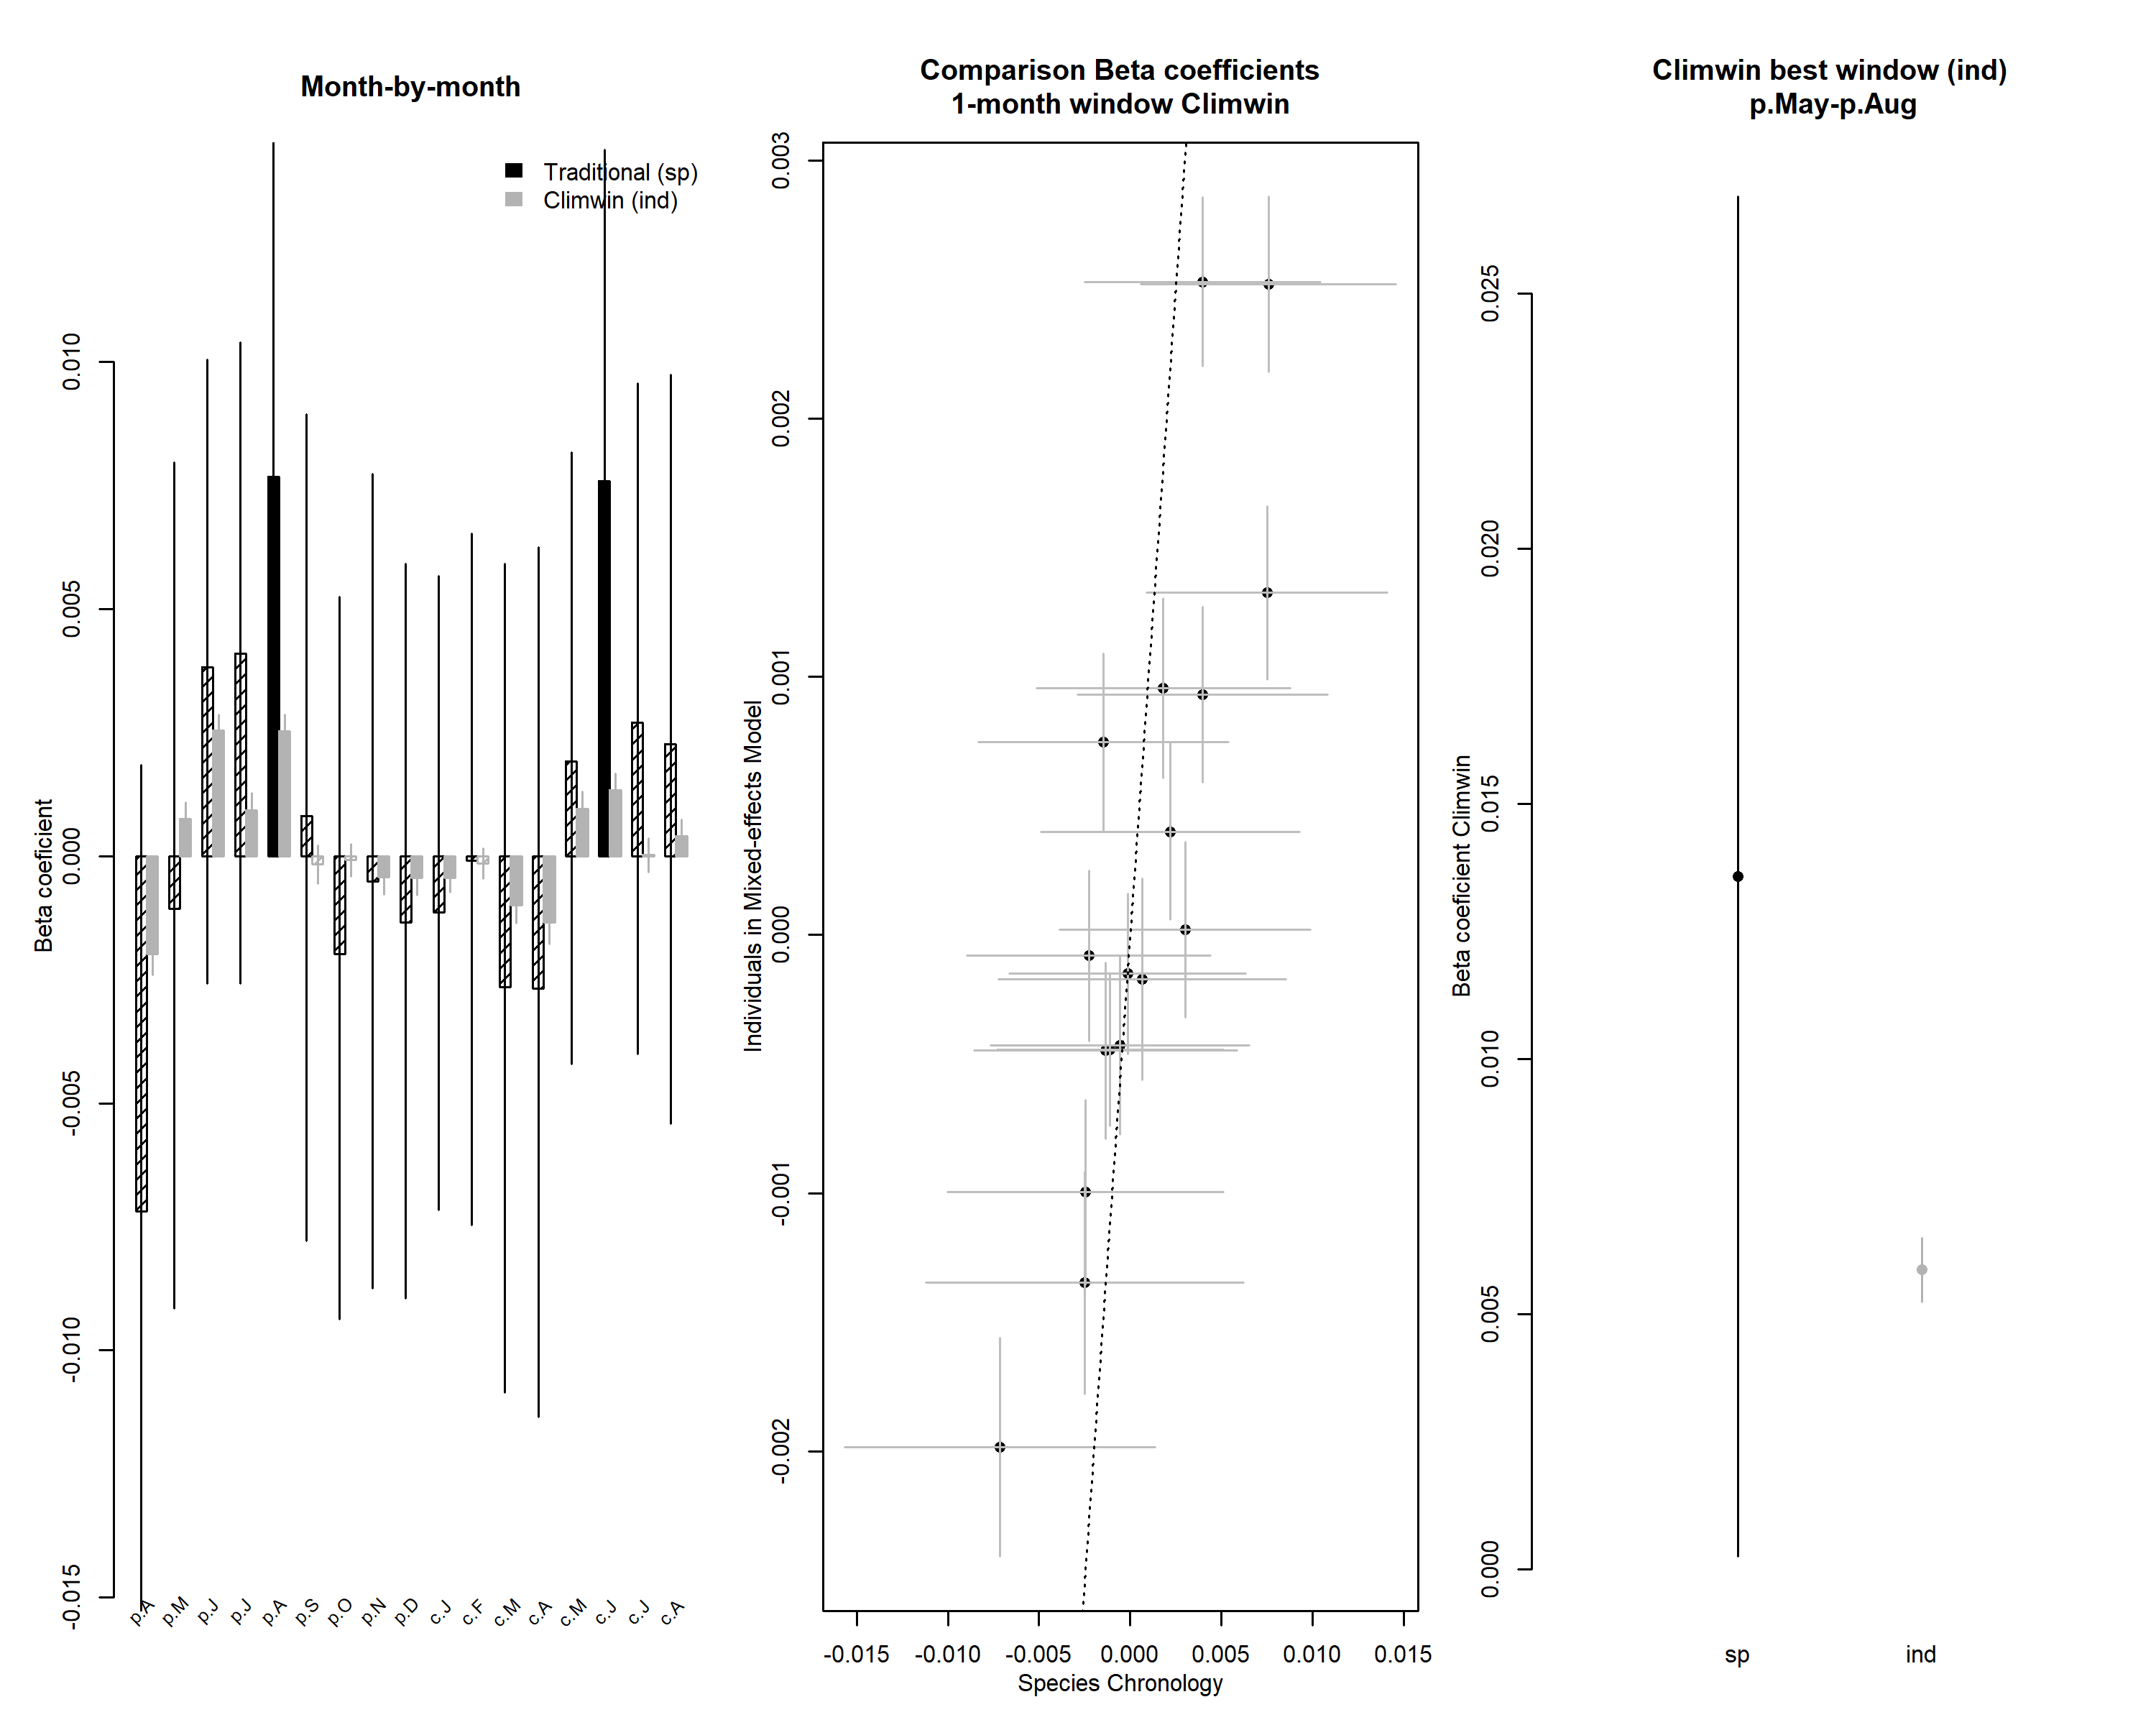 Month-by-month
Traditional (sp)
Climwin (ind)
Beta coeficient
0.010
0.005
0.000
-0.005
-0.010
-0.015
p.A
p.M
p.J
p.J
p.A
p.S
p.O
p.N
p.D
c.J
c.F
c.M
c.A
c.M
c.J
c.J
c.A
Comparison Beta coefficients
1-month window Climwin
Individuals in Mixed-effects Model
0.003
0.002
0.001
0.000
-0.001
-0.002
-0.015 -0.010 -0.005 0.000 0.005 0.010 0.015
Species Chronology
Climwin best window (ind)
p.May-p.Aug
Beta coeficient Climwin
0.025
0.020
0.015
0.010
0.005
0.000
sp ind